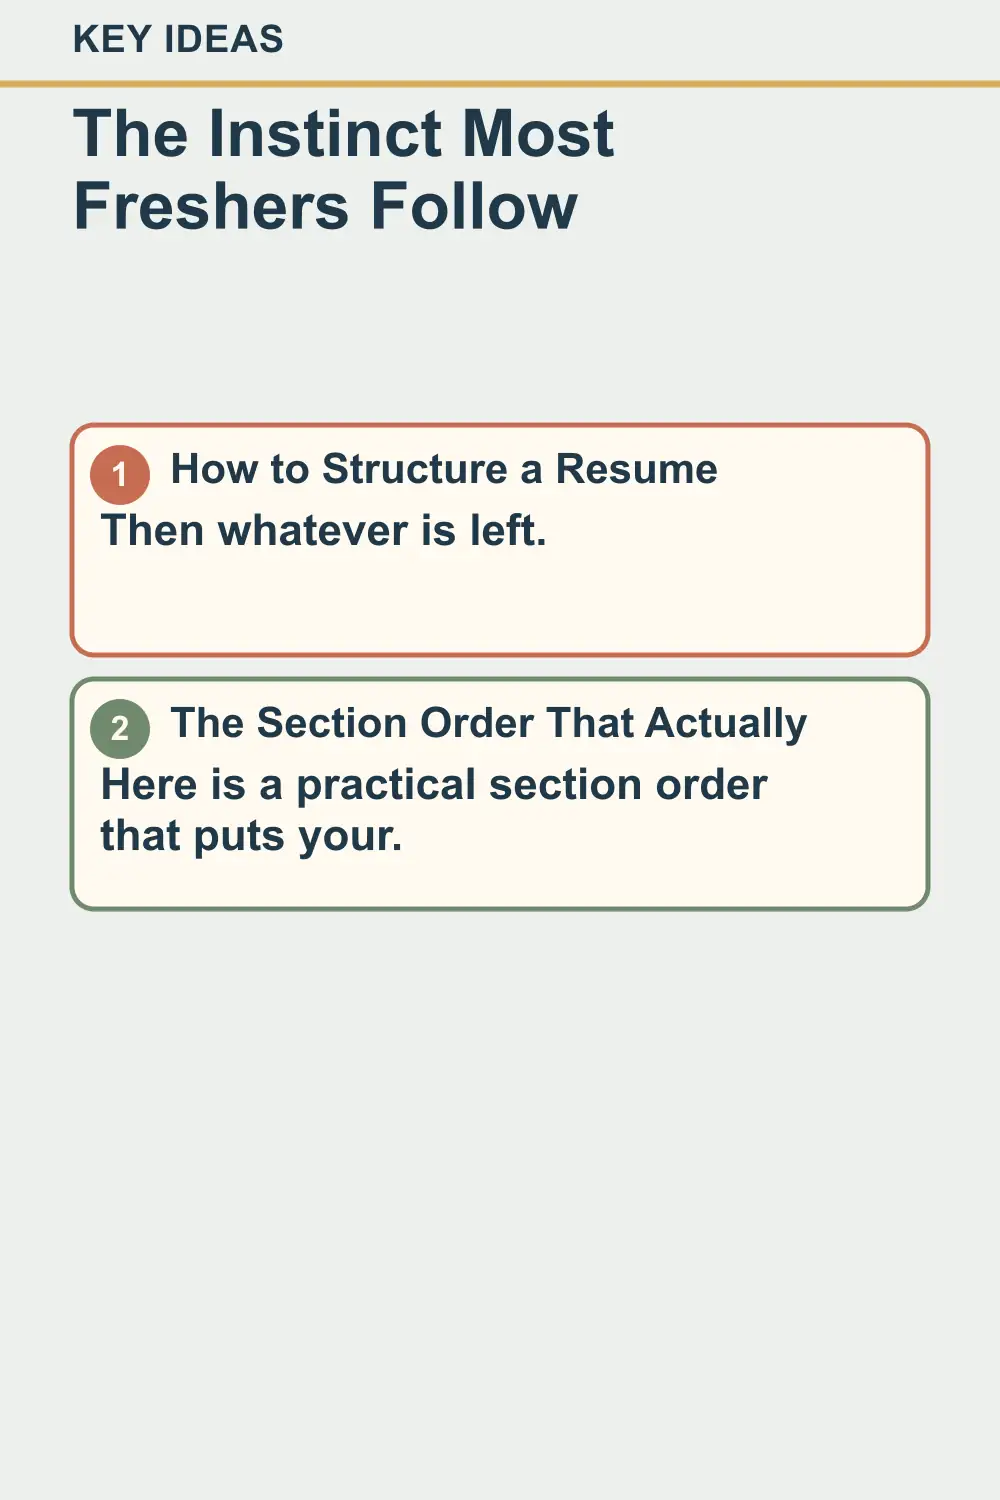 KEY IDEAS
The Instinct Most
Freshers Follow
1 How to Structure a Resume
Then whatever is left.
2 The Section Order That Actually
Here is a practical section order
that puts your.